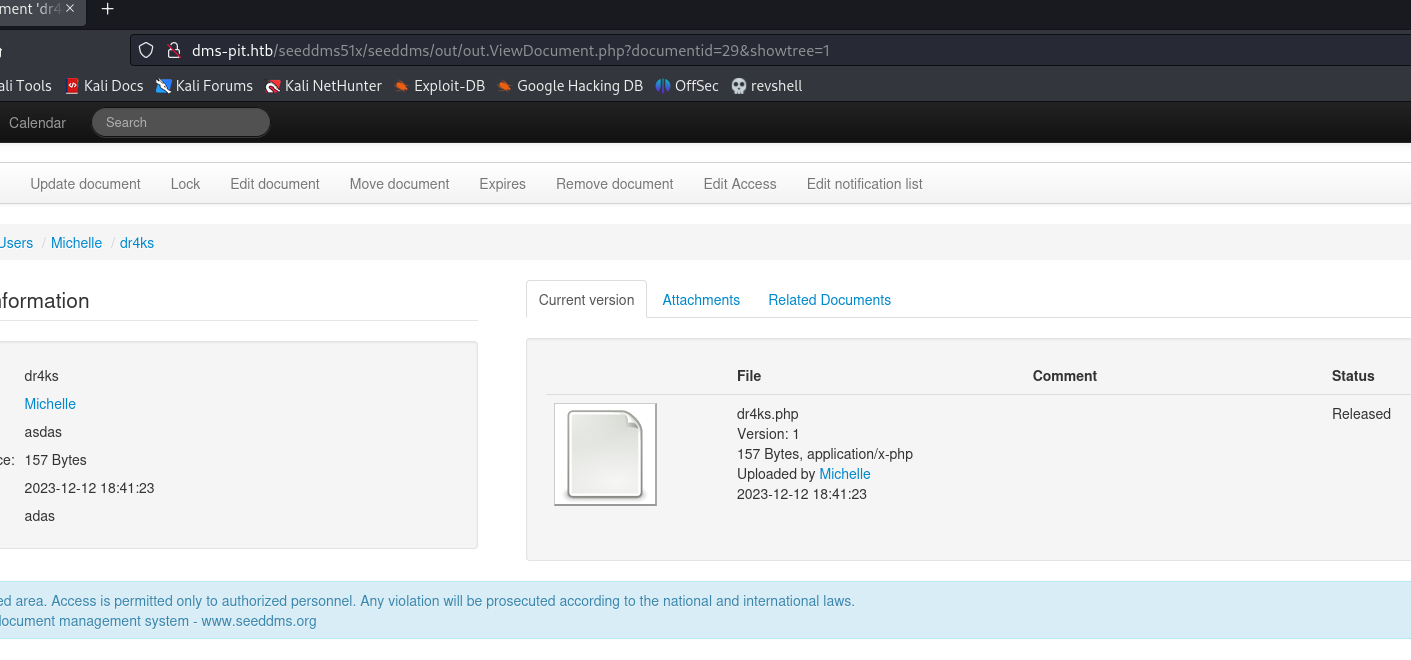 ment 'dr4
dms-pit.htb/seeddms51x/seeddms/out/out.ViewDocument.php?documentid=29&showtree=1
ali Tools Kali Docs Kali Forums Kali NetHunter Exploit-DB Google Hacking DB OffSec revshell
Calendar Search
Update document Lock Edit document Move document Expires Remove document Edit Access Edit notification list
Users / Michelle / dr4ks
nformation
Current version Attachments Related Documents
File Comment Status
dr4ks
Michelle
asdas
ce: 157 Bytes
2023-12-12 18:41:23
adas
dr4ks.php Released
Version: 1
157 Bytes, application/x-php
Uploaded by Michelle
2023-12-12 18:41:23
ed area. Access is permitted only to authorized personnel. Any violation will be prosecuted according to the national and international laws.
document management system - www.seeddms.org